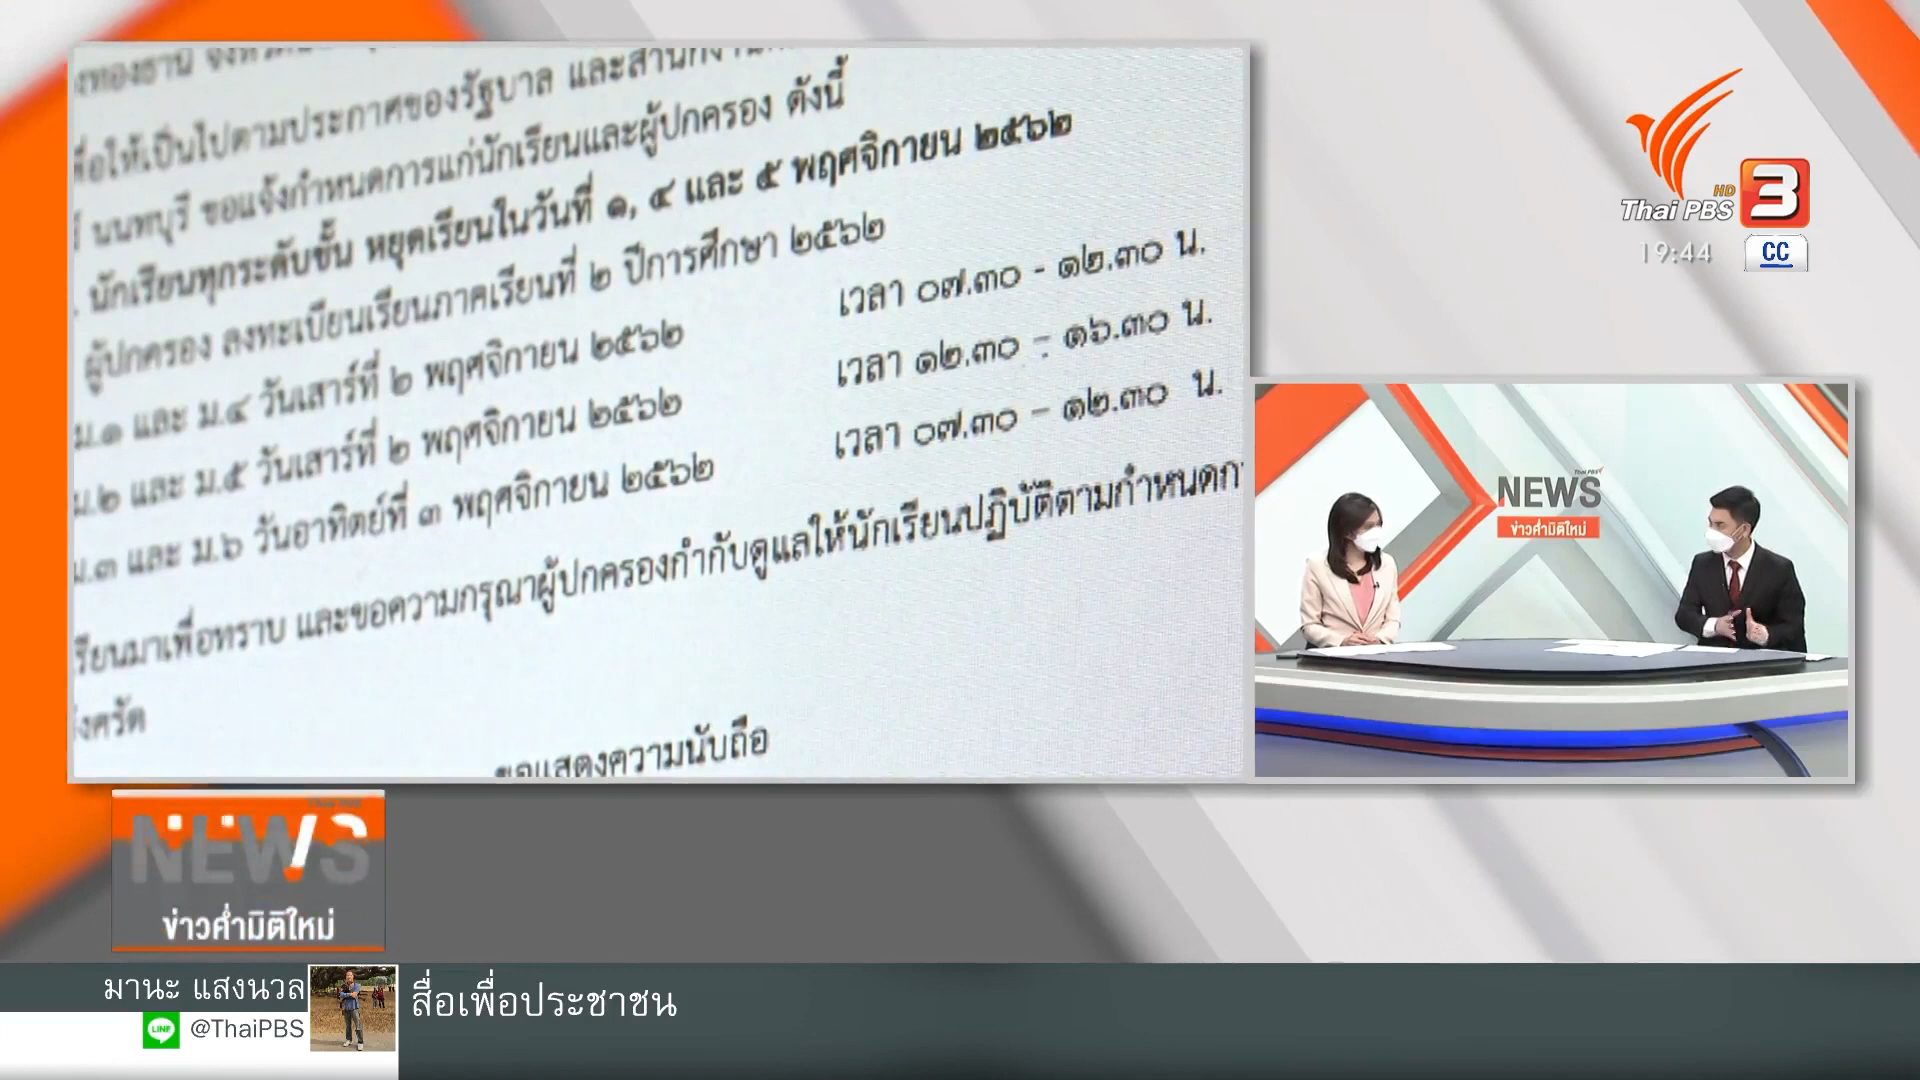 งทองธานี
ื่อให้เป็นไปตามประกาศของรัฐบาล และสำนักงาน
นนทบุรี ขอแจ้งกำหนดการแก่นักเรียนและผู้ปกครอง ดังนี้
นักเรียนทุกระดับชั้น หยุดเรียนในวันที่ ๑, ๔ และ ๕ พฤศจิกายน ๒๕๖๒
ผู้ปกครอง ลงทะเบียนเรียนภาคเรียนที่ ๒ ปีการศึกษา ๒๕๖๒
ม.๑ และ ม.๔ วันเสาร์ที่ ๒ พฤศจิกายน ๒๕๖๒ เวลา ๐๗.๓๐ - ๑๒.๓๐ น.
ม.๒ และ ม.๕ วันเสาร์ที่ ๒ พฤศจิกายน ๒๕๖๒ เวลา ๑๒.๓๐ - ๑๖.๓๐ น.
ม.๓ และ ม.๖ วันอาทิตย์ที่ ๓ พฤศจิกายน ๒๕๖๒ เวลา ๐๗.๓๐ - ๑๒.๓๐ น.
รียนมาเพื่อทราบ และขอความกรุณาผู้ปกครองกำกับดูแลให้นักเรียนปฏิบัติตามกำหนดก
ขอแสดงความนับถือ
Thai PBS HD 3
19:44 CC
Thai PBS
NEWS
ข่าวค่ำมิติใหม่
NEWS
ข่าวค่ำมิติใหม่
มานะ แสงนวล
LINE @ThaiPBS
สื่อเพื่อประชาชน